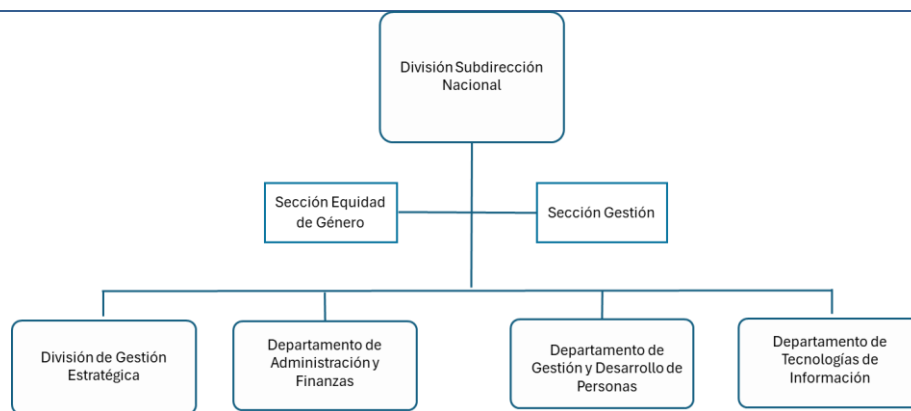 División Subdirección
Nacional
Sección Equidad
de Género
Sección Gestión
División de Gestión
Estratégica
Departamento de
Administración y
Finanzas
Departamento de
Gestión y Desarrollo de
Personas
Departamento de
Tecnologías de
Información